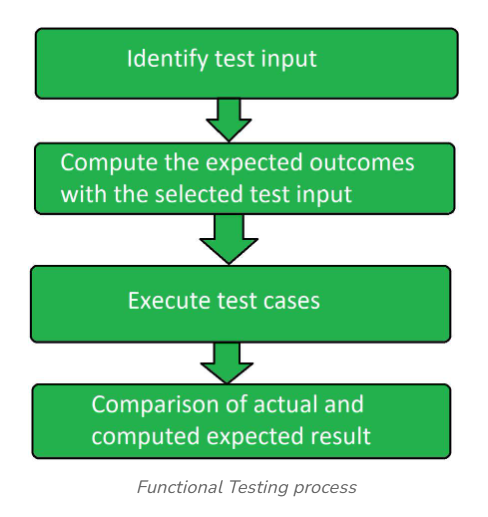 Identify test input
Compute the expected outcomes
with the selected test input
Execute test cases
Comparison of actual and
computed expected result
Functional Testing process